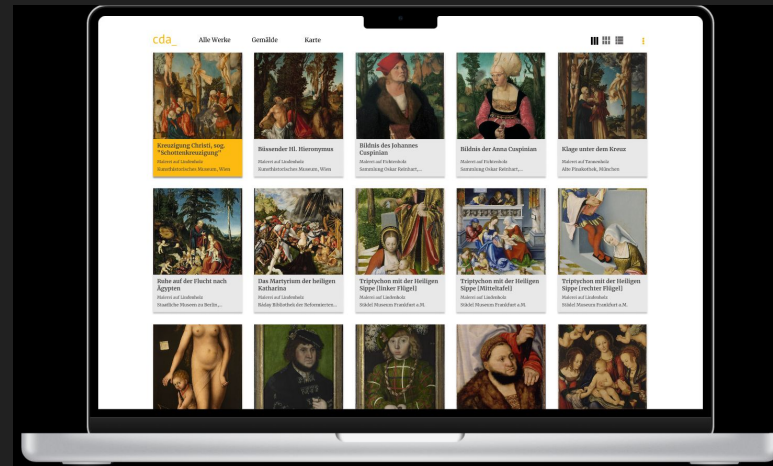 cda_
Alle Werke
Gemälde
Karte
Kreuzigung Christi, sog.
"Schottenkreuzigung"
Malerei auf Lindenholz
Kunsthistorisches Museum, Wien
Büssender Hl. Hieronymus
Malerei auf Lindenholz
Kunsthistorisches Museum, Wien
Bildnis des Johannes
Cuspinian
Malerei auf Fichtenholz
Sammlung Oskar Reinhart,...
Bildnis der Anna Cuspinian
Malerei auf Fichtenholz
Sammlung Oskar Reinhart,...
Klage unter dem Kreuz
Malerei auf Tannenholz
Alte Pinakothek, München
Ruhe auf der Flucht nach
Ägypten
Malerei auf Lindenholz
Staatliche Museen zu Berlin,...
Das Martyrium der heiligen
Katharina
Malerei auf Lindenholz
Ráday Bibliothek der Reformierten...
Triptychon mit der Heiligen
Sippe [linker Flügel]
Malerei auf Lindenholz
Städel Museum Frankfurt a.M.
Triptychon mit der Heiligen
Sippe [Mitteltafel]
Malerei auf Lindenholz
Städel Museum Frankfurt a.M.
Triptychon mit der Heiligen
Sippe [rechter Flügel]
Malerei auf Lindenholz
Städel Museum Frankfurt a.M.